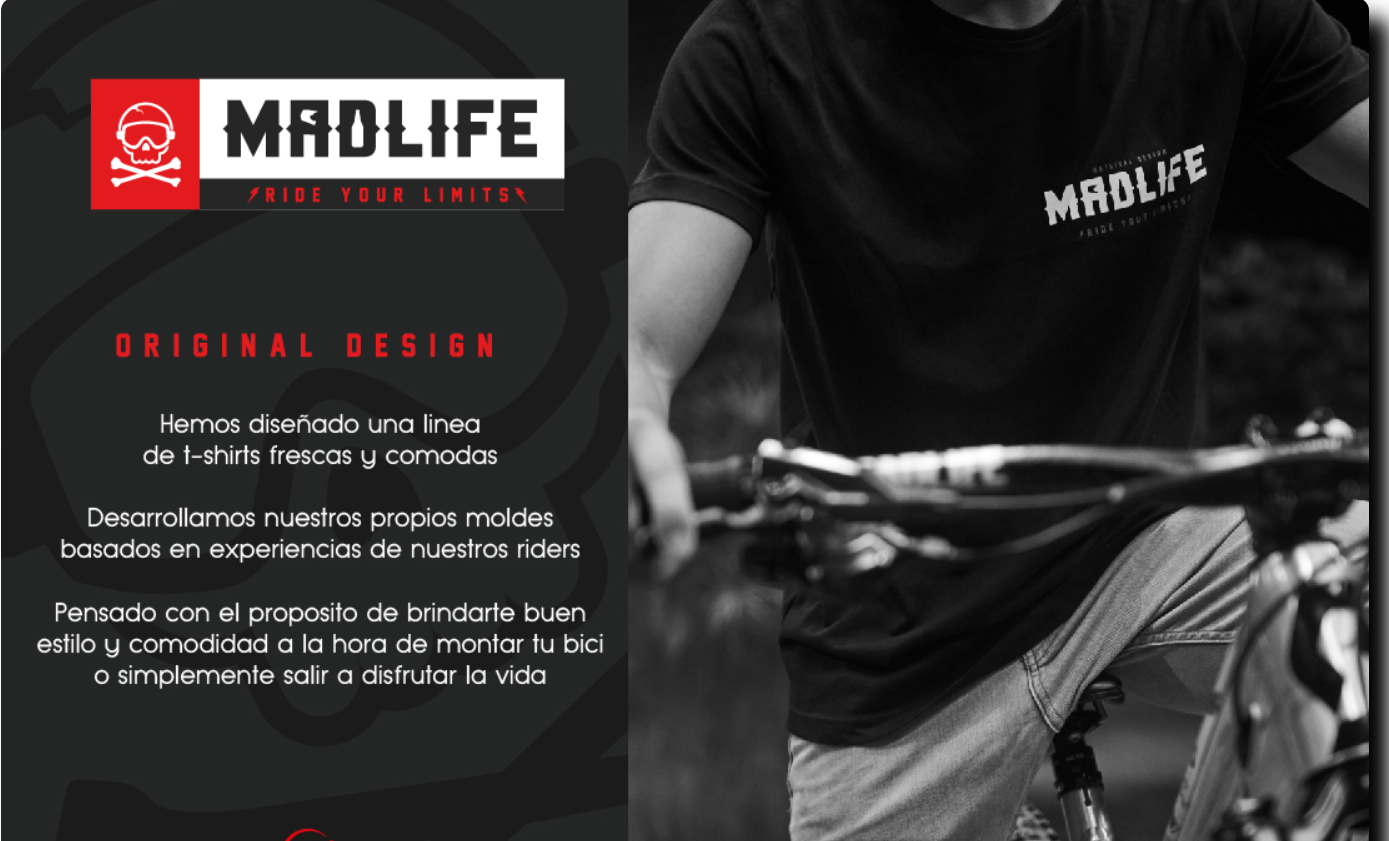 MADLIFE
RIDE YOUR LIMITS
ORIGINAL DESIGN
Hemos diseñado una linea
de t-shirts frescas y comodas
Desarrollamos nuestros propios moldes
basados en experiencias de nuestros riders
Pensado con el proposito de brindarte buen
estilo y comodidad a la hora de montar tu bici
o simplemente salir a disfrutar la vida
ORIGINAL DESIGN
MADLIFE
RIDE YOUR LIMITS